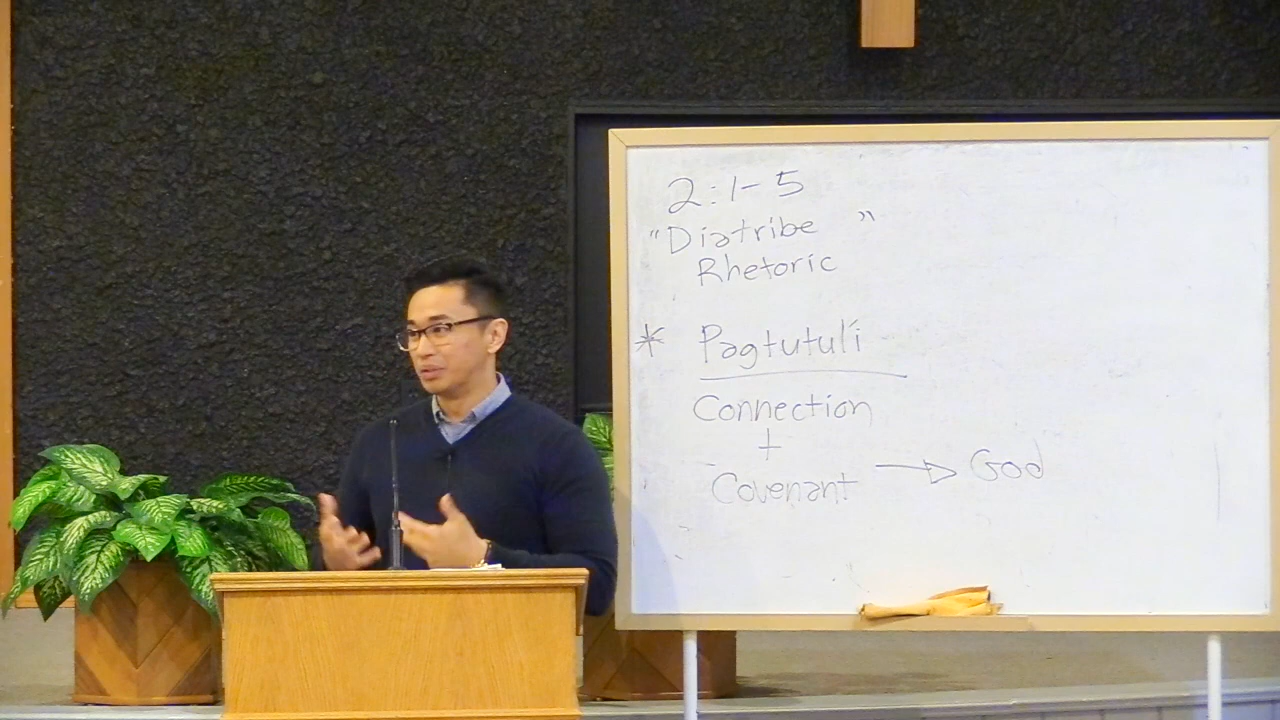 2:1-5
"Diatribe "
Rhetoric
* Pagtutuli
Connection
+
Covenant → God